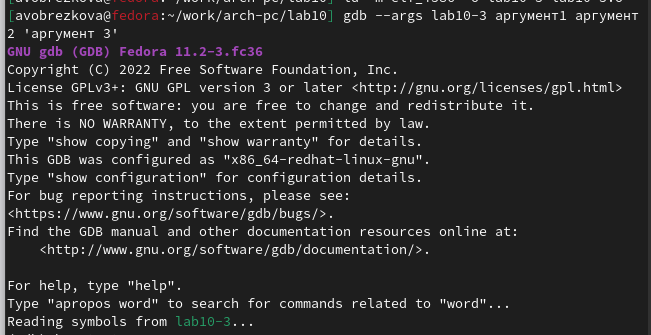 [avobrezkova@fedora:~/work/arch-pc/lab10]
[avobrezkova@fedora:~/work/arch-pc/lab10] gdb --args lab10-3 аргумент1 аргумент
2 'аргумент 3'
GNU gdb (GDB) Fedora 11.2-3.fc36
Copyright (C) 2022 Free Software Foundation, Inc.
License GPLv3+: GNU GPL version 3 or later <http://gnu.org/licenses/gpl.html>
This is free software: you are free to change and redistribute it.
There is NO WARRANTY, to the extent permitted by law.
Type "show copying" and "show warranty" for details.
This GDB was configured as "x86_64-redhat-linux-gnu".
Type "show configuration" for configuration details.
For bug reporting instructions, please see:
<https://www.gnu.org/software/gdb/bugs/>.
Find the GDB manual and other documentation resources online at:
    <http://www.gnu.org/software/gdb/documentation/>.
For help, type "help".
Type "apropos word" to search for commands related to "word"...
Reading symbols from lab10-3...